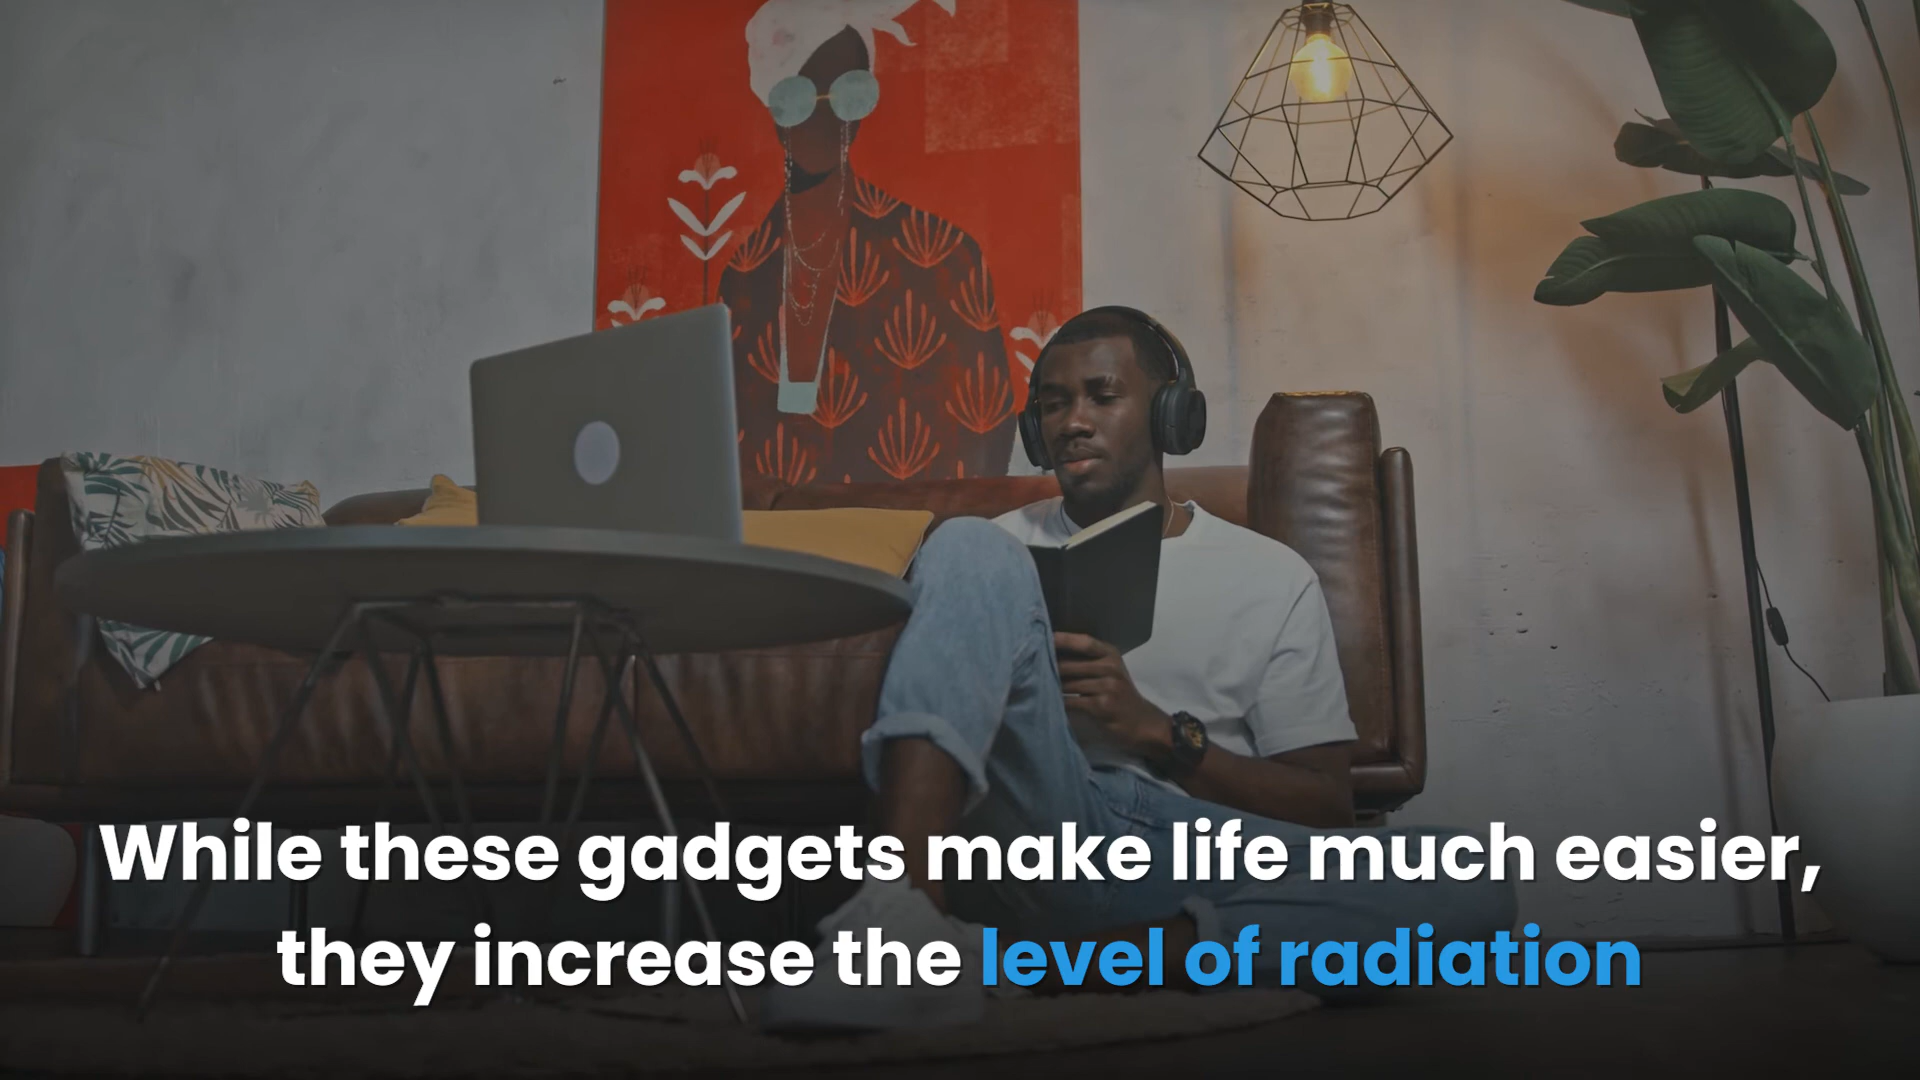 While these gadgets make life much easier,
they increase the level of radiation